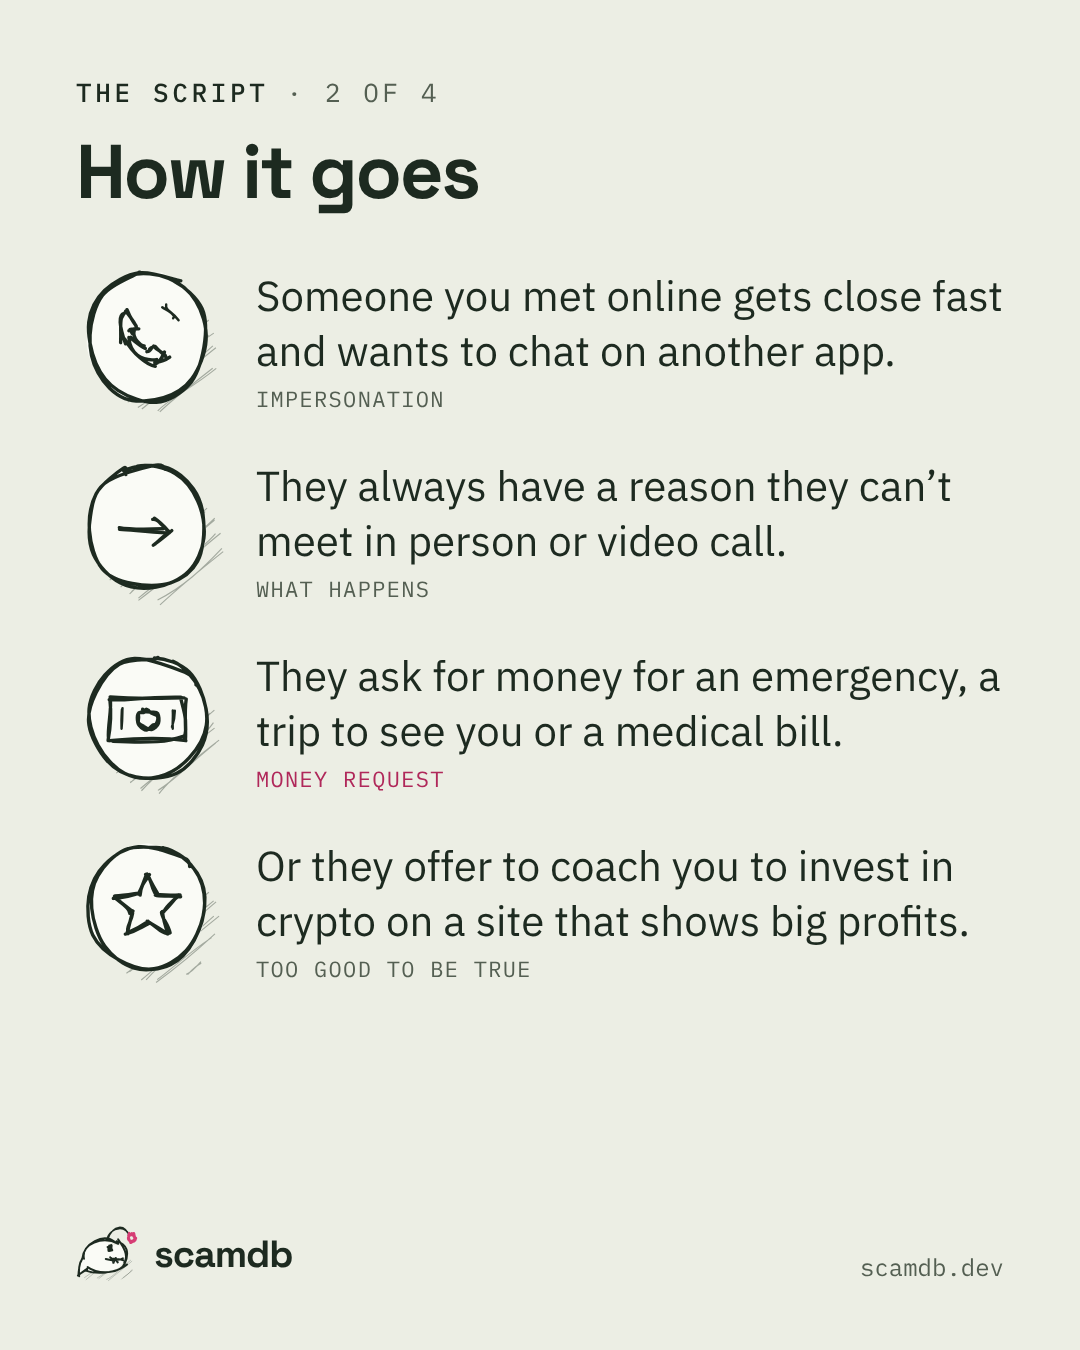 THE SCRIPT · 2 OF 4
How it goes
Someone you met online gets close fast
and wants to chat on another app.
IMPERSONATION
They always have a reason they can’t
meet in person or video call.
WHAT HAPPENS
They ask for money for an emergency, a
trip to see you or a medical bill.
MONEY REQUEST
Or they offer to coach you to invest in
crypto on a site that shows big profits.
TOO GOOD TO BE TRUE
scamdb
scamdb.dev